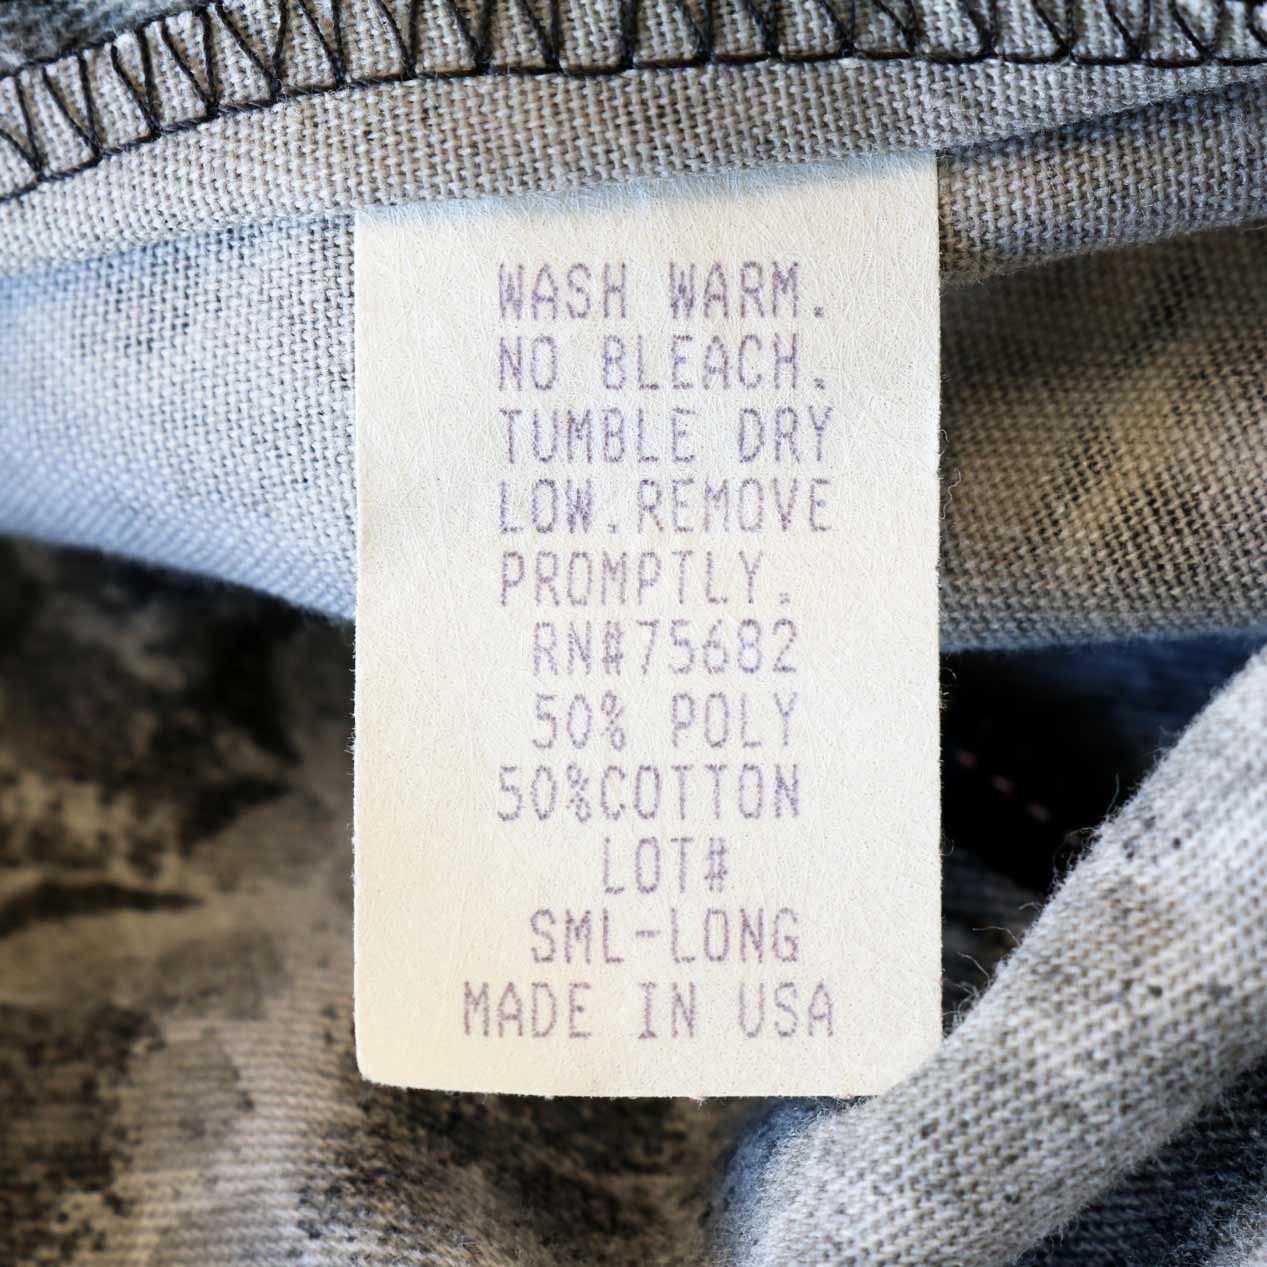 WASH WARM.
NO BLEACH.
TUMBLE DRY
LOW.REMOVE
PROMPTLY.
RN#75682
50% POLY
50%COTTON
LOT#
SML-LONG
MADE IN USA